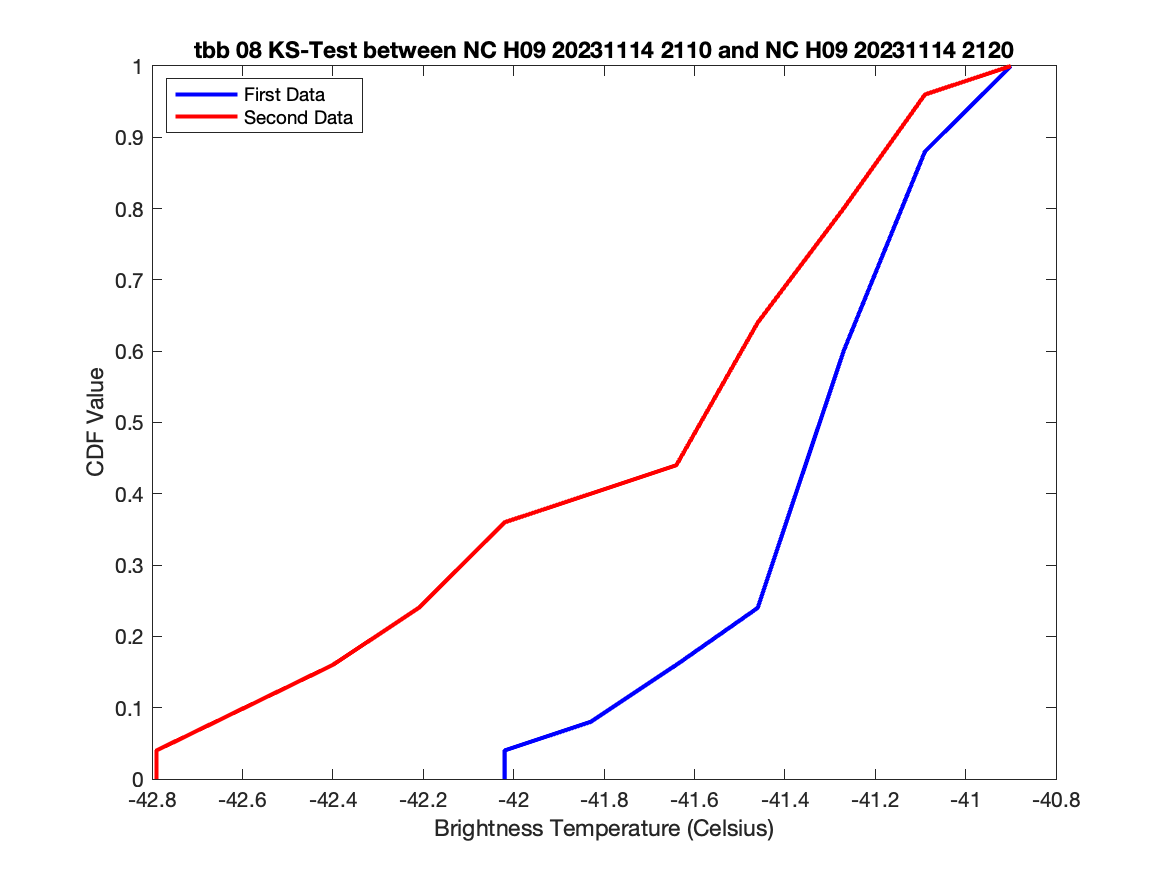 tbb 08 KS-Test between NC H09 20231114 2110 and NC H09 20231114 2120
First Data
Second Data
1
0.9
0.8
0.7
0.6
0.5
0.4
0.3
0.2
0.1
0
CDF Value
-42.8 -42.6 -42.4 -42.2 -42 -41.8 -41.6 -41.4 -41.2 -41 -40.8
Brightness Temperature (Celsius)